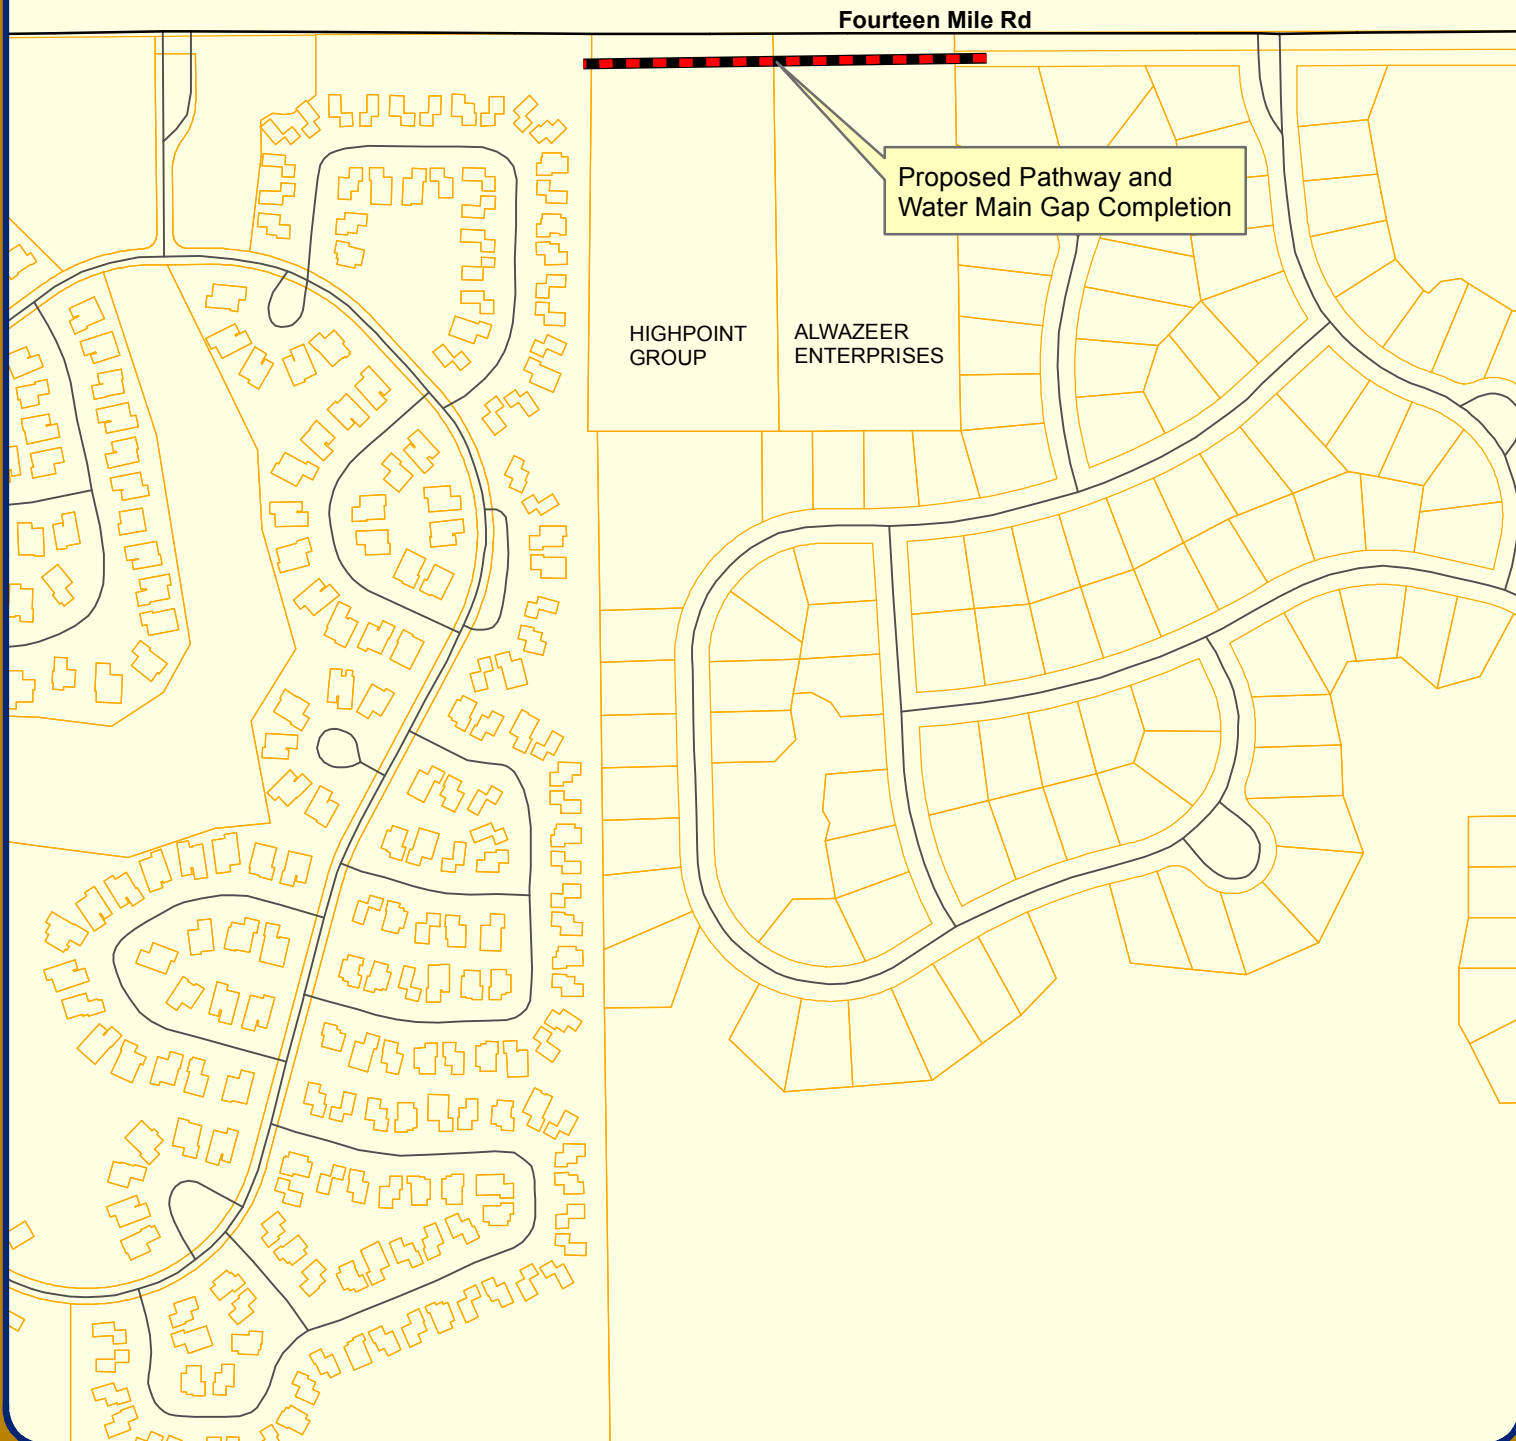 Fourteen Mile Rd
Proposed Pathway and
Water Main Gap Completion
HIGHPOINT
GROUP
ALWAZEER
ENTERPRISES